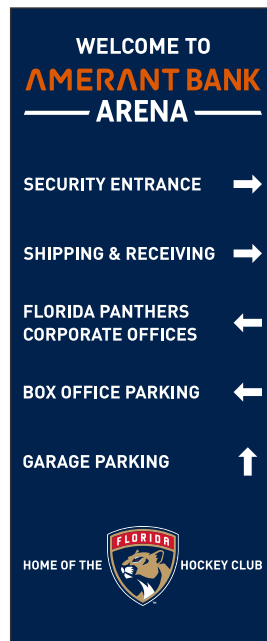 WELCOME TO
AMERANT BANK
ARENA
SECURITY ENTRANCE
SHIPPING & RECEIVING
FLORIDA PANTHERS
CORPORATE OFFICES
BOX OFFICE PARKING
GARAGE PARKING
FLORIDA
HOME OF THE HOCKEY CLUB